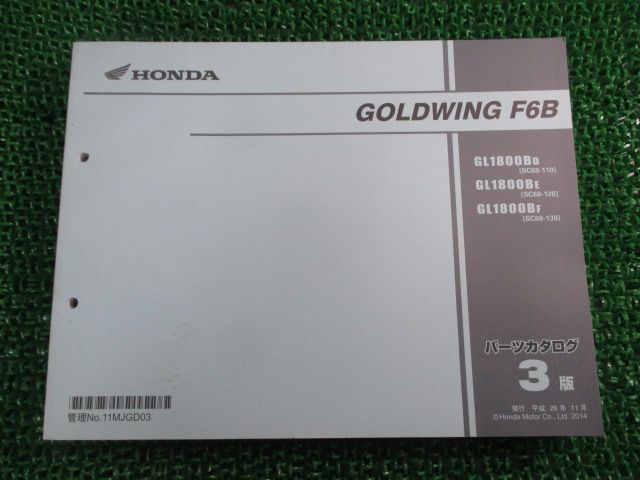 HONDA
GOLDWING F6B
GL1800BD
[SC68-110]
GL1800BE
[SC68-120]
GL1800BF
[SC68-130]
パーツカタログ
3 版
発行 平成 26 年 11 月
©Honda Motor Co., Ltd. 2014
管理No.11MJGD03